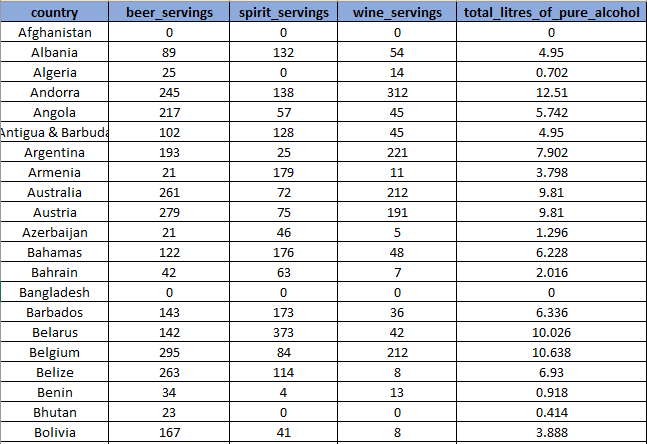 country beer_servings spirit_servings wine_servings total_litres_of_pure_alcohol
Afghanistan 0 0 0 0
Albania 89 132 54 4.95
Algeria 25 0 14 0.702
Andorra 245 138 312 12.51
Angola 217 57 45 5.742
Antigua & Barbuda 102 128 45 4.95
Argentina 193 25 221 7.902
Armenia 21 179 11 3.798
Australia 261 72 212 9.81
Austria 279 75 191 9.81
Azerbaijan 21 46 5 1.296
Bahamas 122 176 48 6.228
Bahrain 42 63 7 2.016
Bangladesh 0 0 0 0
Barbados 143 173 36 6.336
Belarus 142 373 42 10.026
Belgium 295 84 212 10.638
Belize 263 114 8 6.93
Benin 34 4 13 0.918
Bhutan 23 0 0 0.414
Bolivia 167 41 8 3.888